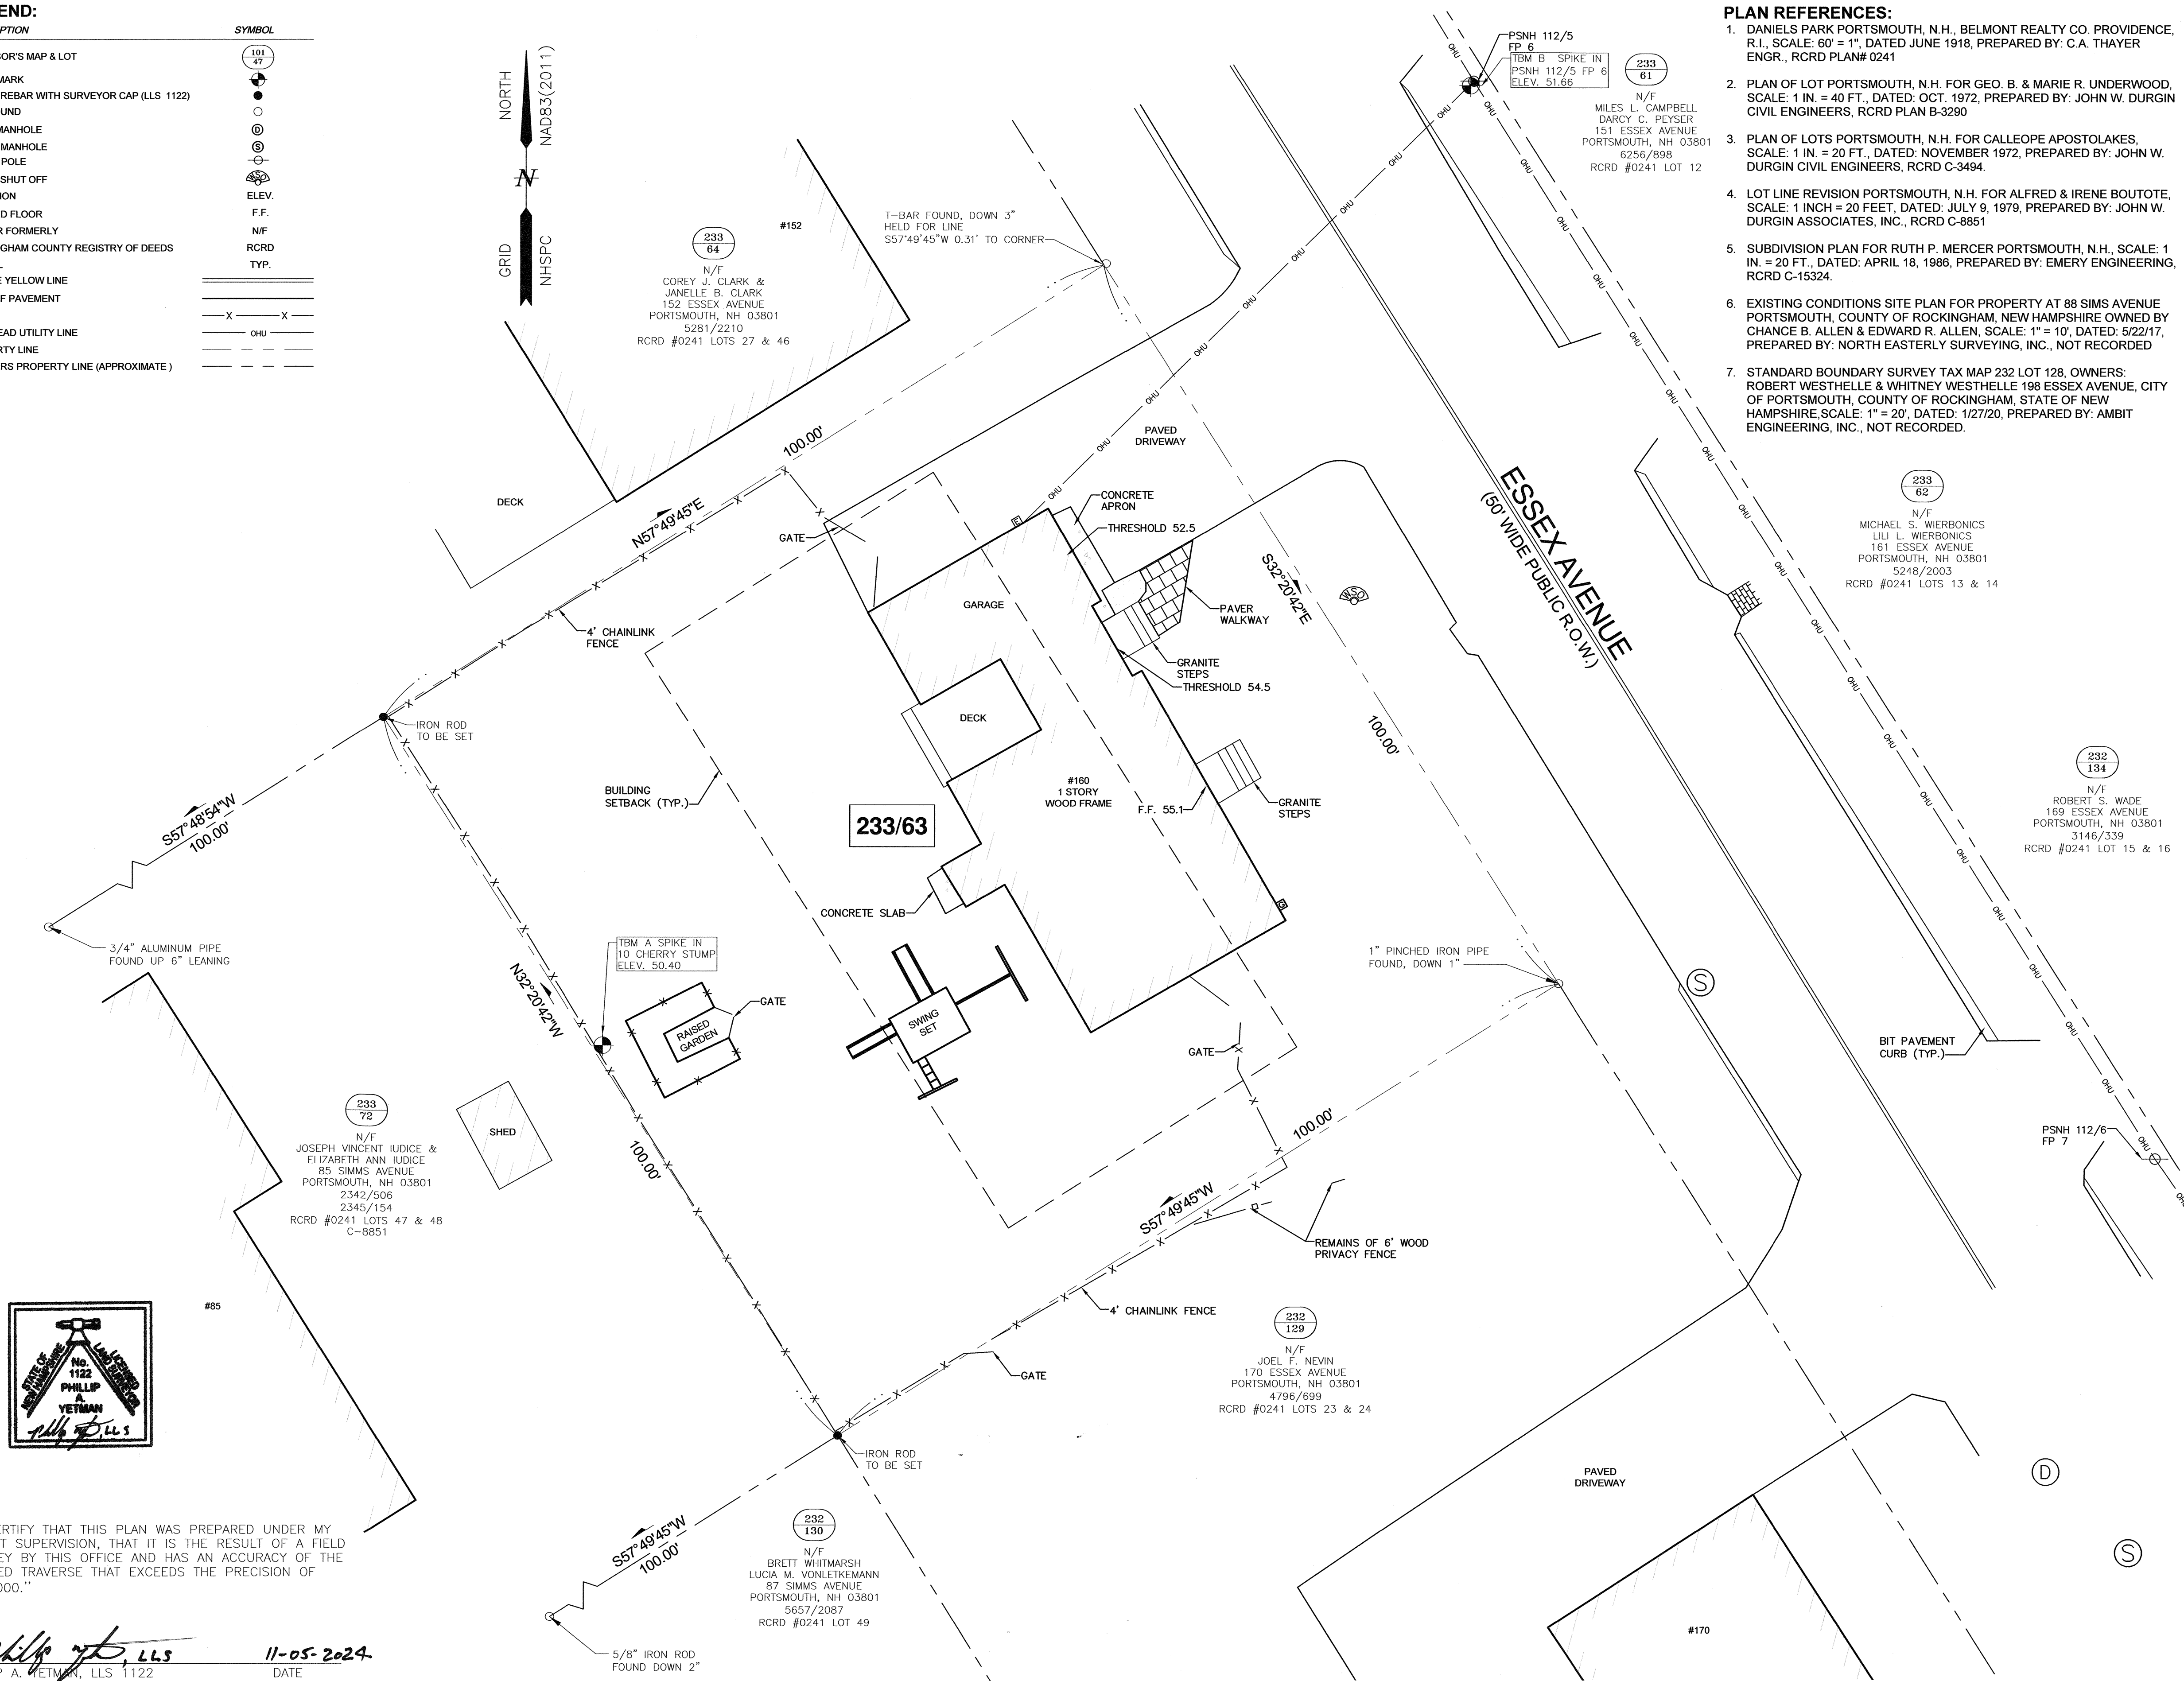 END:
PTION SYMBOL
OR'S MAP & LOT 101 47
MARK
REBAR WITH SURVEYOR CAP (LLS 1122)
UND
MANHOLE D
MANHOLE S
POLE
SHUT OFF WSO
ION ELEV.
D FLOOR F.F.
R FORMERLY N/F
GHAM COUNTY REGISTRY OF DEEDS RCRD
TYP.
YELLOW LINE
F PAVEMENT
X X
EAD UTILITY LINE OHU
RTY LINE
RS PROPERTY LINE (APPROXIMATE )
NORTH
NAD83(2011)
N
GRID
NHSPC
PLAN REFERENCES:
1. DANIELS PARK PORTSMOUTH, N.H., BELMONT REALTY CO. PROVIDENCE,
R.I., SCALE: 60' = 1", DATED JUNE 1918, PREPARED BY: C.A. THAYER
ENGR., RCRD PLAN# 0241
2. PLAN OF LOT PORTSMOUTH, N.H. FOR GEO. B. & MARIE R. UNDERWOOD,
SCALE: 1 IN. = 40 FT., DATED: OCT. 1972, PREPARED BY: JOHN W. DURGIN
CIVIL ENGINEERS, RCRD PLAN B-3290
3. PLAN OF LOTS PORTSMOUTH, N.H. FOR CALLEOPE APOSTOLAKES,
SCALE: 1 IN. = 20 FT., DATED: NOVEMBER 1972, PREPARED BY: JOHN W.
DURGIN CIVIL ENGINEERS, RCRD C-3494.
4. LOT LINE REVISION PORTSMOUTH, N.H. FOR ALFRED & IRENE BOUTOTE,
SCALE: 1 INCH = 20 FEET, DATED: JULY 9, 1979, PREPARED BY: JOHN W.
DURGIN ASSOCIATES, INC., RCRD C-8851
5. SUBDIVISION PLAN FOR RUTH P. MERCER PORTSMOUTH, N.H., SCALE: 1
IN. = 20 FT., DATED: APRIL 18, 1986, PREPARED BY: EMERY ENGINEERING,
RCRD C-15324.
6. EXISTING CONDITIONS SITE PLAN FOR PROPERTY AT 88 SIMS AVENUE
PORTSMOUTH, COUNTY OF ROCKINGHAM, NEW HAMPSHIRE OWNED BY
CHANCE B. ALLEN & EDWARD R. ALLEN, SCALE: 1" = 10', DATED: 5/22/17,
PREPARED BY: NORTH EASTERLY SURVEYING, INC., NOT RECORDED
7. STANDARD BOUNDARY SURVEY TAX MAP 232 LOT 128, OWNERS:
ROBERT WESTHELLE & WHITNEY WESTHELLE 198 ESSEX AVENUE, CITY
OF PORTSMOUTH, COUNTY OF ROCKINGHAM, STATE OF NEW
HAMPSHIRE,SCALE: 1" = 20', DATED: 1/27/20, PREPARED BY: AMBIT
ENGINEERING, INC., NOT RECORDED.
PSNH 112/5
FP 6
TBM B SPIKE IN
PSNH 112/5 FP 6
ELEV. 51.66
233
61
N/F
MILES L. CAMPBELL
DARCY C. PEYSER
151 ESSEX AVENUE
PORTSMOUTH, NH 03801
6256/898
RCRD #0241 LOT 12
#152
T-BAR FOUND, DOWN 3"
HELD FOR LINE
S57°49'45"W 0.31' TO CORNER
233
64
N/F
COREY J. CLARK &
JANELLE B. CLARK
152 ESSEX AVENUE
PORTSMOUTH, NH 03801
5281/2210
RCRD #0241 LOTS 27 & 46
OHU
OHU
OHU
OHU
OHU
OHU
OHU
OHU
100.00'
N57°49'45"E
DECK
PAVED
DRIVEWAY
CONCRETE
APRON
THRESHOLD 52.5
GATE
E
GARAGE
PAVER
WALKWAY
GRANITE
STEPS
THRESHOLD 54.5
S32°20'42"E
100.00'
WSO
ESSEX AVENUE
(50' WIDE PUBLIC R.O.W.)
233
62
N/F
MICHAEL S. WIERBONICS
LILI L. WIERBONICS
161 ESSEX AVENUE
PORTSMOUTH, NH 03801
5248/2003
RCRD #0241 LOTS 13 & 14
4' CHAINLINK
FENCE
DECK
IRON ROD
TO BE SET
BUILDING
SETBACK (TYP.)
233/63
#160
1 STORY
WOOD FRAME
F.F. 55.1
GRANITE
STEPS
G
232
134
N/F
ROBERT S. WADE
169 ESSEX AVENUE
PORTSMOUTH, NH 03801
3146/339
RCRD #0241 LOT 15 & 16
S57°48'54"W
100.00'
CONCRETE SLAB
3/4" ALUMINUM PIPE
FOUND UP 6" LEANING
TBM A SPIKE IN
10 CHERRY STUMP
ELEV. 50.40
N32°20'42"W
100.00'
GATE
RAISED
GARDEN
SWING
SET
1" PINCHED IRON PIPE
FOUND, DOWN 1"
S
GATE
BIT PAVEMENT
CURB (TYP.)
PSNH 112/6
FP 7
233
72
N/F
JOSEPH VINCENT IUDICE &
ELIZABETH ANN IUDICE
85 SIMMS AVENUE
PORTSMOUTH, NH 03801
2342/506
2345/154
RCRD #0241 LOTS 47 & 48
C-8851
SHED
100.00'
S57°49'45"W
REMAINS OF 6' WOOD
PRIVACY FENCE
4' CHAINLINK FENCE
GATE
#85
STATE OF
NEW HAMPSHIRE
LICENSED
LAND SURVEYOR
No.
1122
PHILLIP
A.
YETMAN
LLS
232
129
N/F
JOEL F. NEVIN
170 ESSEX AVENUE
PORTSMOUTH, NH 03801
4796/699
RCRD #0241 LOTS 23 & 24
IRON ROD
TO BE SET
PAVED
DRIVEWAY
D
S
#170
S57°49'45"W
100.00'
232
130
N/F
BRETT WHITMARSH
LUCIA M. VONLETKEMANN
87 SIMMS AVENUE
PORTSMOUTH, NH 03801
5657/2087
RCRD #0241 LOT 49
5/8" IRON ROD
FOUND DOWN 2"
ERTIFY THAT THIS PLAN WAS PREPARED UNDER MY
T SUPERVISION, THAT IT IS THE RESULT OF A FIELD
EY BY THIS OFFICE AND HAS AN ACCURACY OF THE
ED TRAVERSE THAT EXCEEDS THE PRECISION OF
000."
LLS 11-05-2024
P A. YETMAN, LLS 1122 DATE